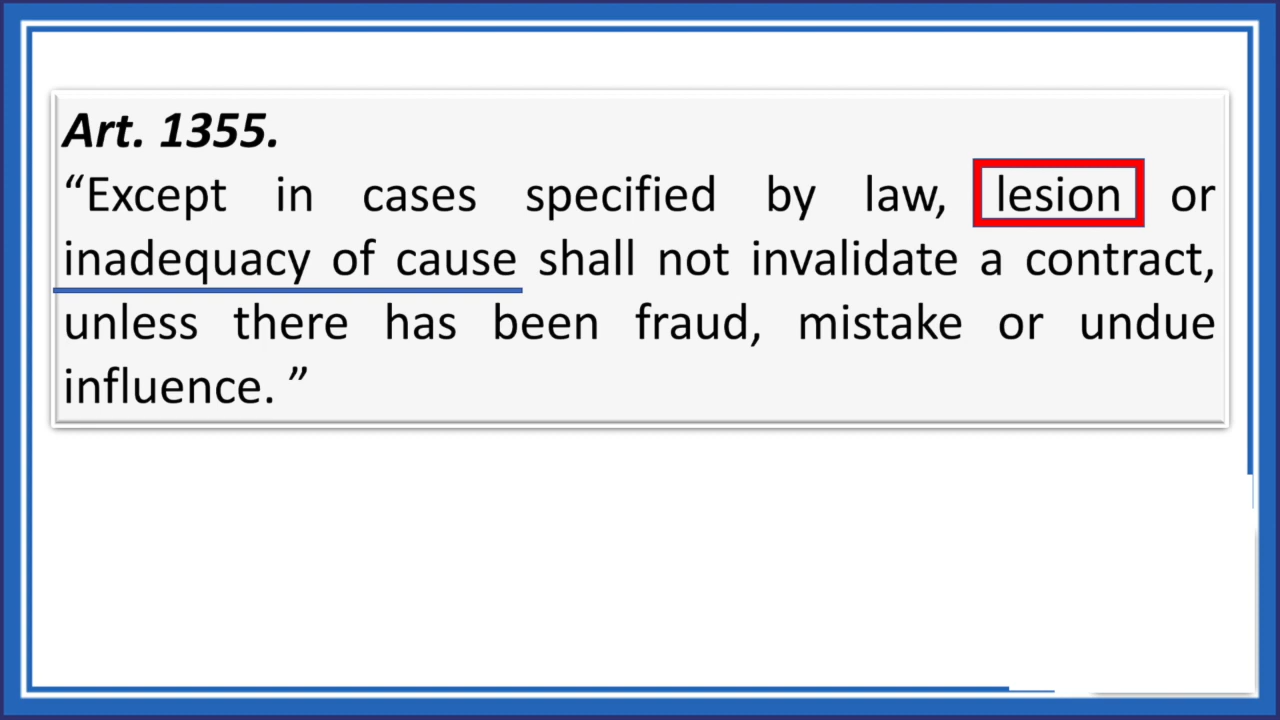 Art. 1355.
“Except in cases specified by law, lesion or
inadequacy of cause shall not invalidate a contract,
unless there has been fraud, mistake or undue
influence. ”